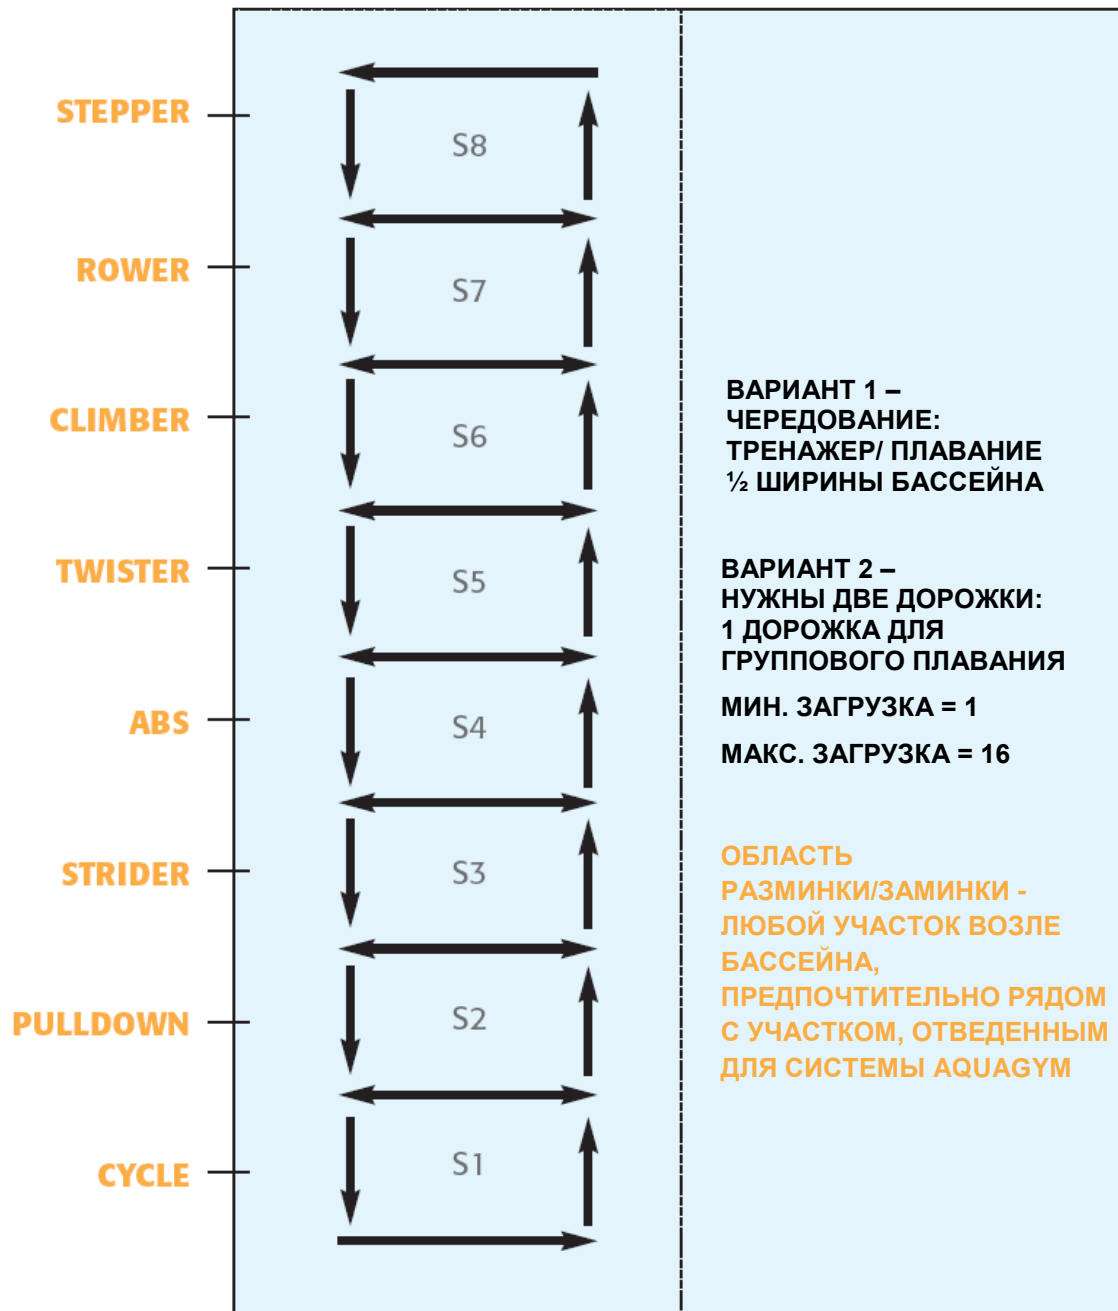 STEPPER
S8
ROWER
S7
CLIMBER
S6
TWISTER
S5
ABS
S4
STRIDER
S3
PULLDOWN
S2
CYCLE
S1
ВАРИАНТ 1 –
ЧЕРЕДОВАНИЕ:
ТРЕНАЖЕР/ ПЛАВАНИЕ
½ ШИРИНЫ БАССЕЙНА
ВАРИАНТ 2 –
НУЖНЫ ДВЕ ДОРОЖКИ:
1 ДОРОЖКА ДЛЯ
ГРУППОВОГО ПЛАВАНИЯ
МИН. ЗАГРУЗКА = 1
МАКС. ЗАГРУЗКА = 16
ОБЛАСТЬ
РАЗМИНКИ/ЗАМИНКИ -
ЛЮБОЙ УЧАСТОК ВОЗЛЕ
БАССЕЙНА,
ПРЕДПОЧТИТЕЛЬНО РЯДОМ
С УЧАСТКОМ, ОТВЕДЕННЫМ
ДЛЯ СИСТЕМЫ AQUAGYM